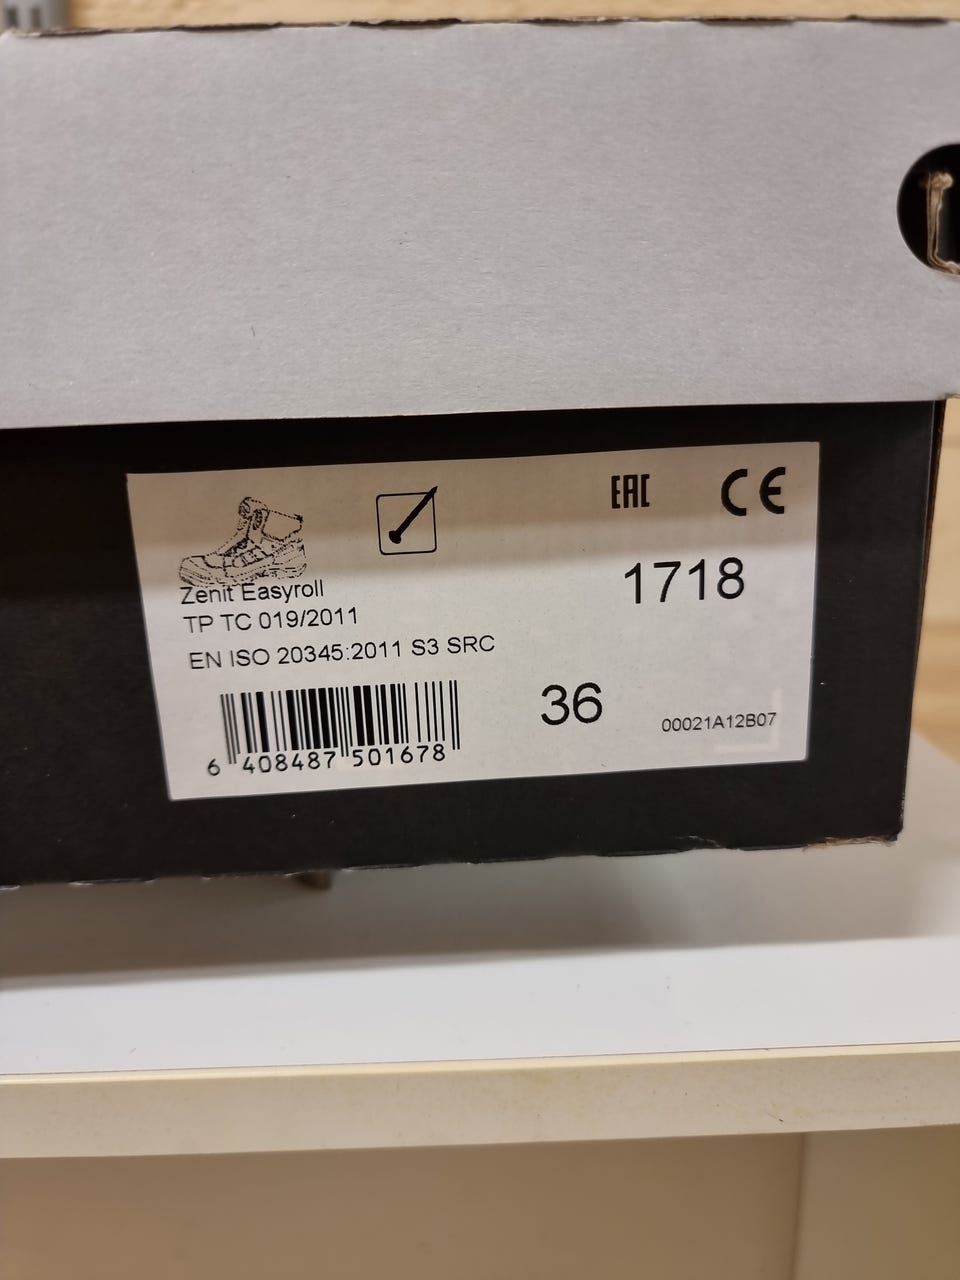 EAC CE
1718
Zenit Easyroll
TP TC 019/2011
EN ISO 20345:2011 S3 SRC
36
00021A12B07
6 408487 501678